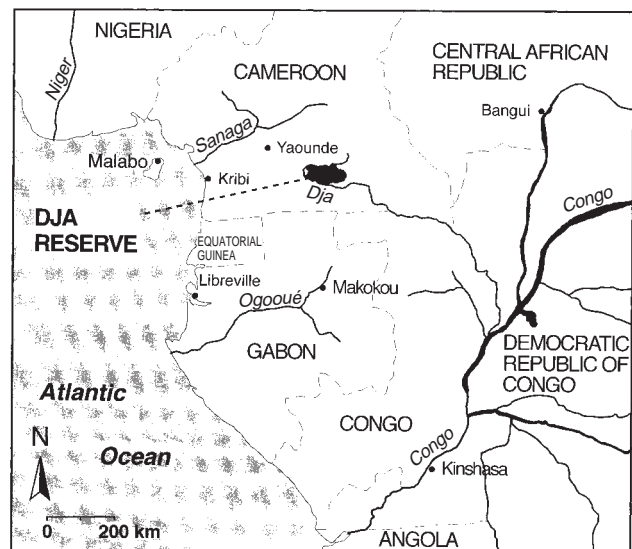 NIGERIA
CAMEROON
CENTRAL AFRICAN
REPUBLIC
Niger
Bangui
Sanaga
Yaounde
Malabo
Kribi
Dja
Congo
DJA
RESERVE
EQUATORIAL
GUINEA
Libreville
Makokou
Ogooué
DEMOCRATIC
REPUBLIC OF
CONGO
GABON
Atlantic
Ocean
CONGO
Congo
N
Kinshasa
0 200 km
ANGOLA